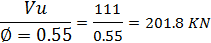 Vu / Ø = 0.55 = 111 / 0.55 = 201.8 KN